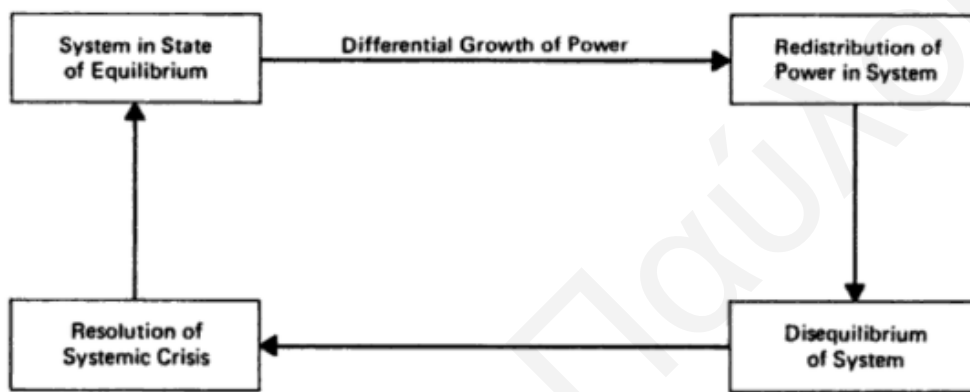 System in State
of Equilibrium
Differential Growth of Power
Redistribution of
Power in System
Resolution of
Systemic Crisis
Disequilibrium
of System
Παύλο